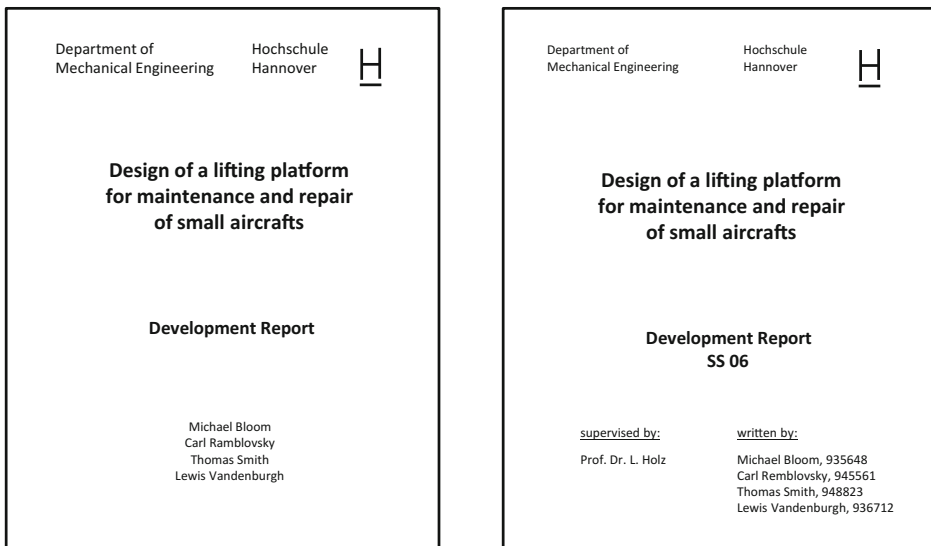 Department of
Mechanical Engineering
Hochschule
Hannover
H
Design of a lifting platform
for maintenance and repair
of small aircrafts
Development Report
Michael Bloom
Carl Ramblovsky
Thomas Smith
Lewis Vandenburgh
Department of
Mechanical Engineering
Hochschule
Hannover
H
Design of a lifting platform
for maintenance and repair
of small aircrafts
Development Report
SS 06
supervised by:
Prof. Dr. L. Holz
written by:
Michael Bloom, 935648
Carl Remblovsky, 945561
Thomas Smith, 948823
Lewis Vandenburgh, 936712